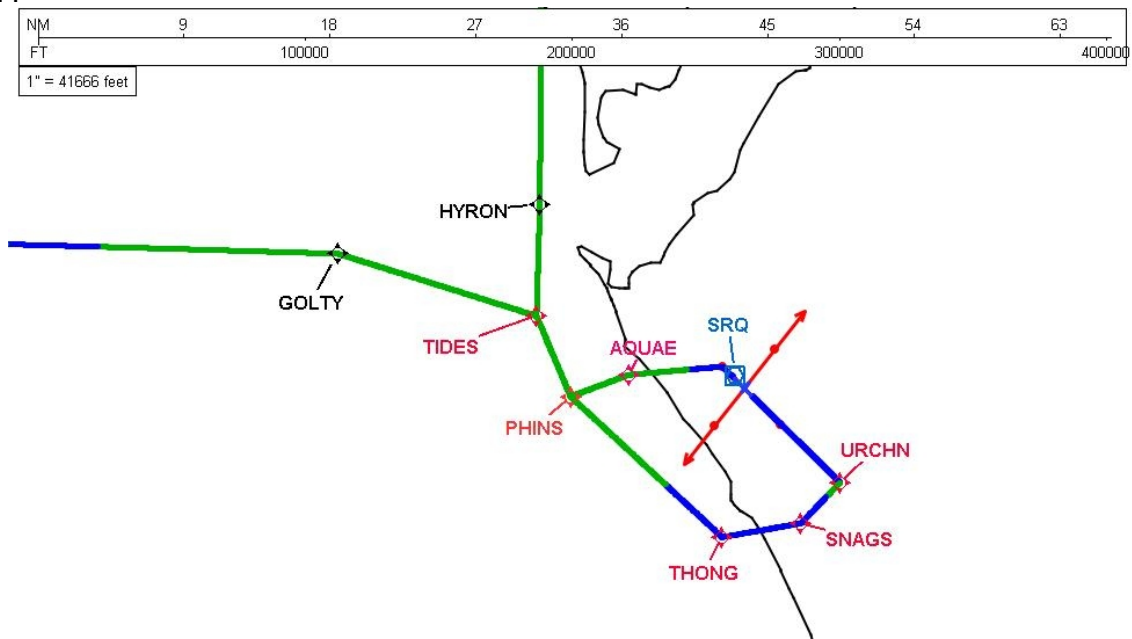 NM 9 18 27 36 45 54 63
FT 100000 200000 300000 400000
1" = 41666 feet
HYRON
GOLTY
SRQ
TIDES
AQUAE
PHINS
URCHN
SNAGS
THONG